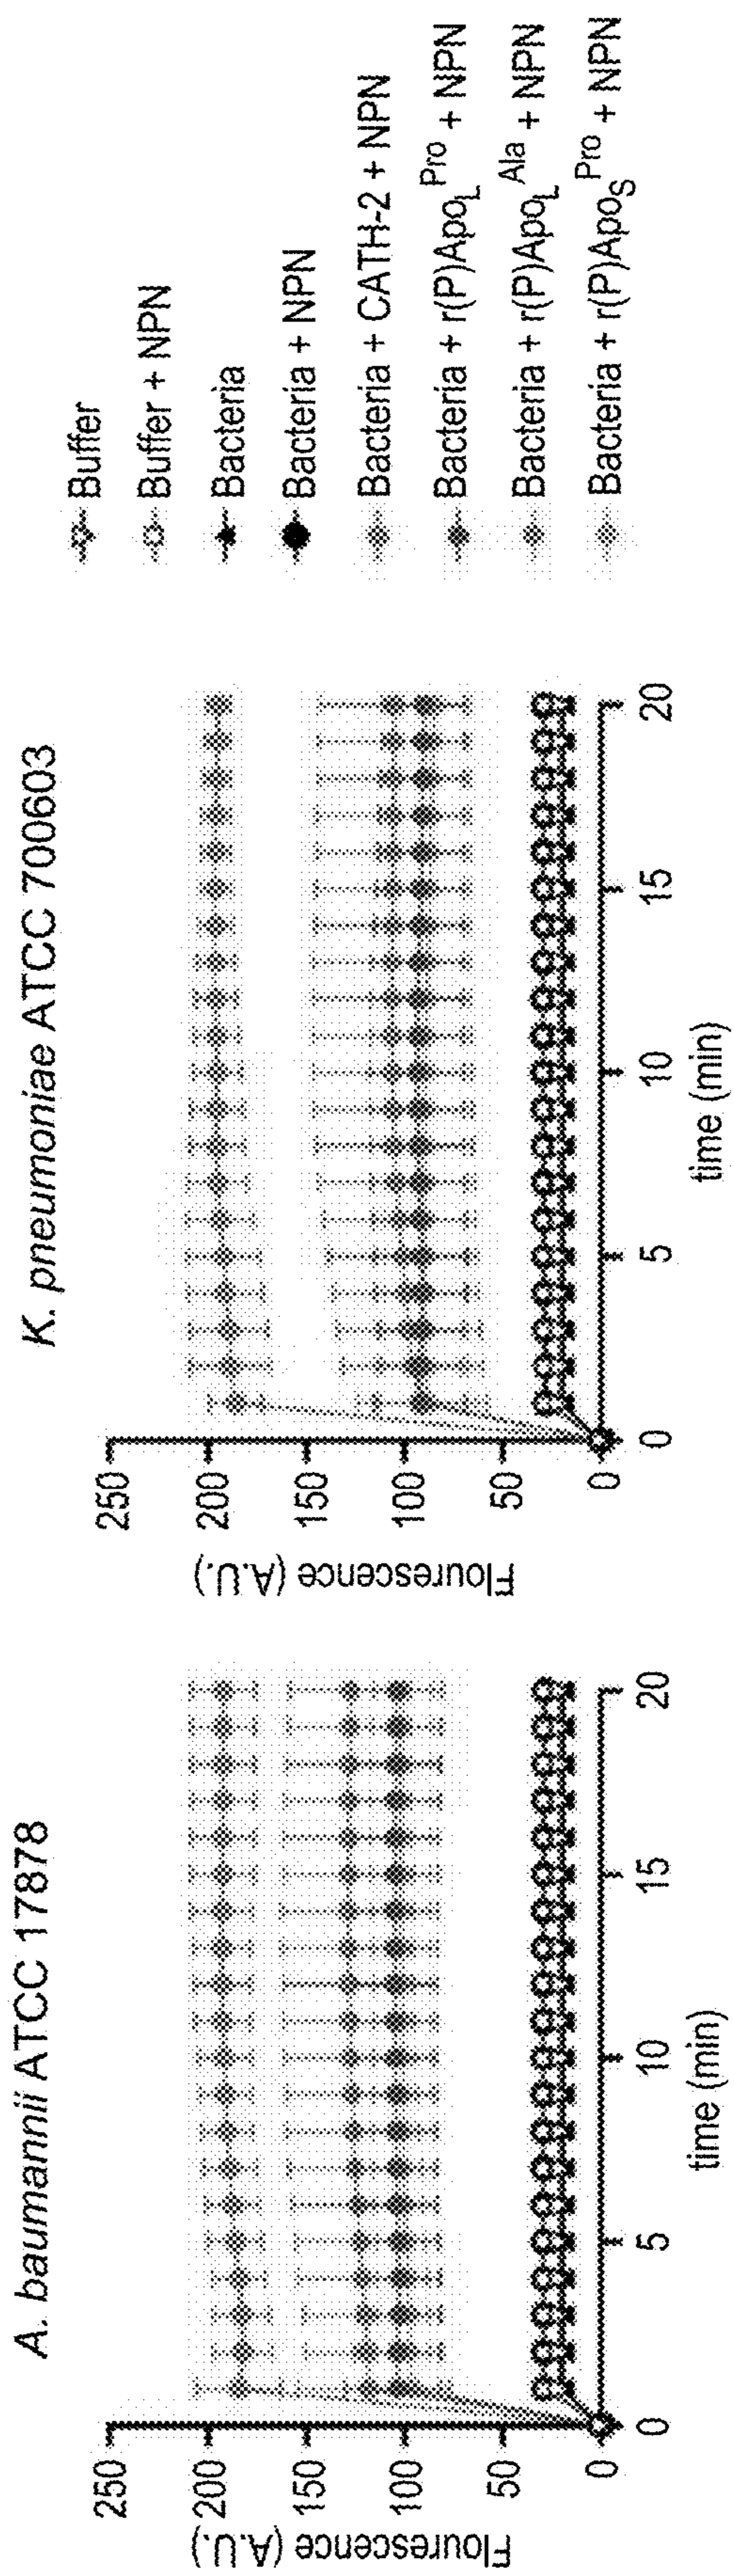 A. baumannii ATCC 17878
Flourescence (A.U.)
250
200
150
100
50
0
0
5
10
15
20
time (min)
K. pneumoniae ATCC 700603
Flourescence (A.U.)
250
200
150
100
50
0
0
5
10
15
20
time (min)
Buffer
Buffer + NPN
Bacteria
Bacteria + NPN
Bacteria + CATH-2 + NPN
Bacteria + r(P)ApoL^Pro + NPN
Bacteria + r(P)ApoL^Ala + NPN
Bacteria + r(P)ApoS^Pro + NPN